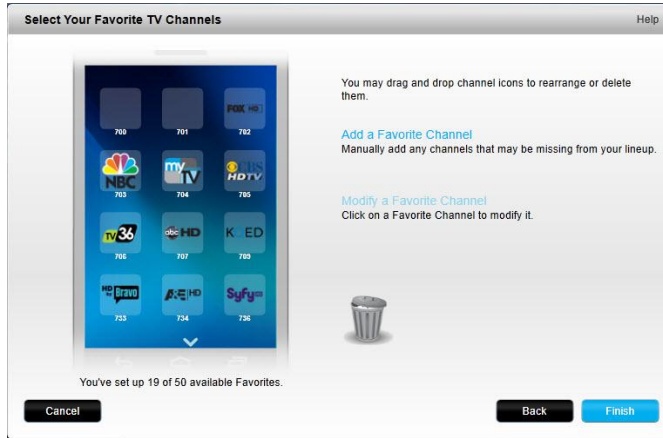 Select Your Favorite TV Channels
Help
You may drag and drop channel icons to rearrange or delete
them.
Add a Favorite Channel
Manually add any channels that may be missing from your lineup.
Modify a Favorite Channel
Click on a Favorite Channel to modify it.
FOX HD
700 701 702
NBC my TV CBS HDTV
703 704 705
TV36 abc HD K ED
706 707 709
HD by Bravo A&E HD Syfy
733 734 736
You've set up 19 of 50 available Favorites.
Cancel
Back
Finish